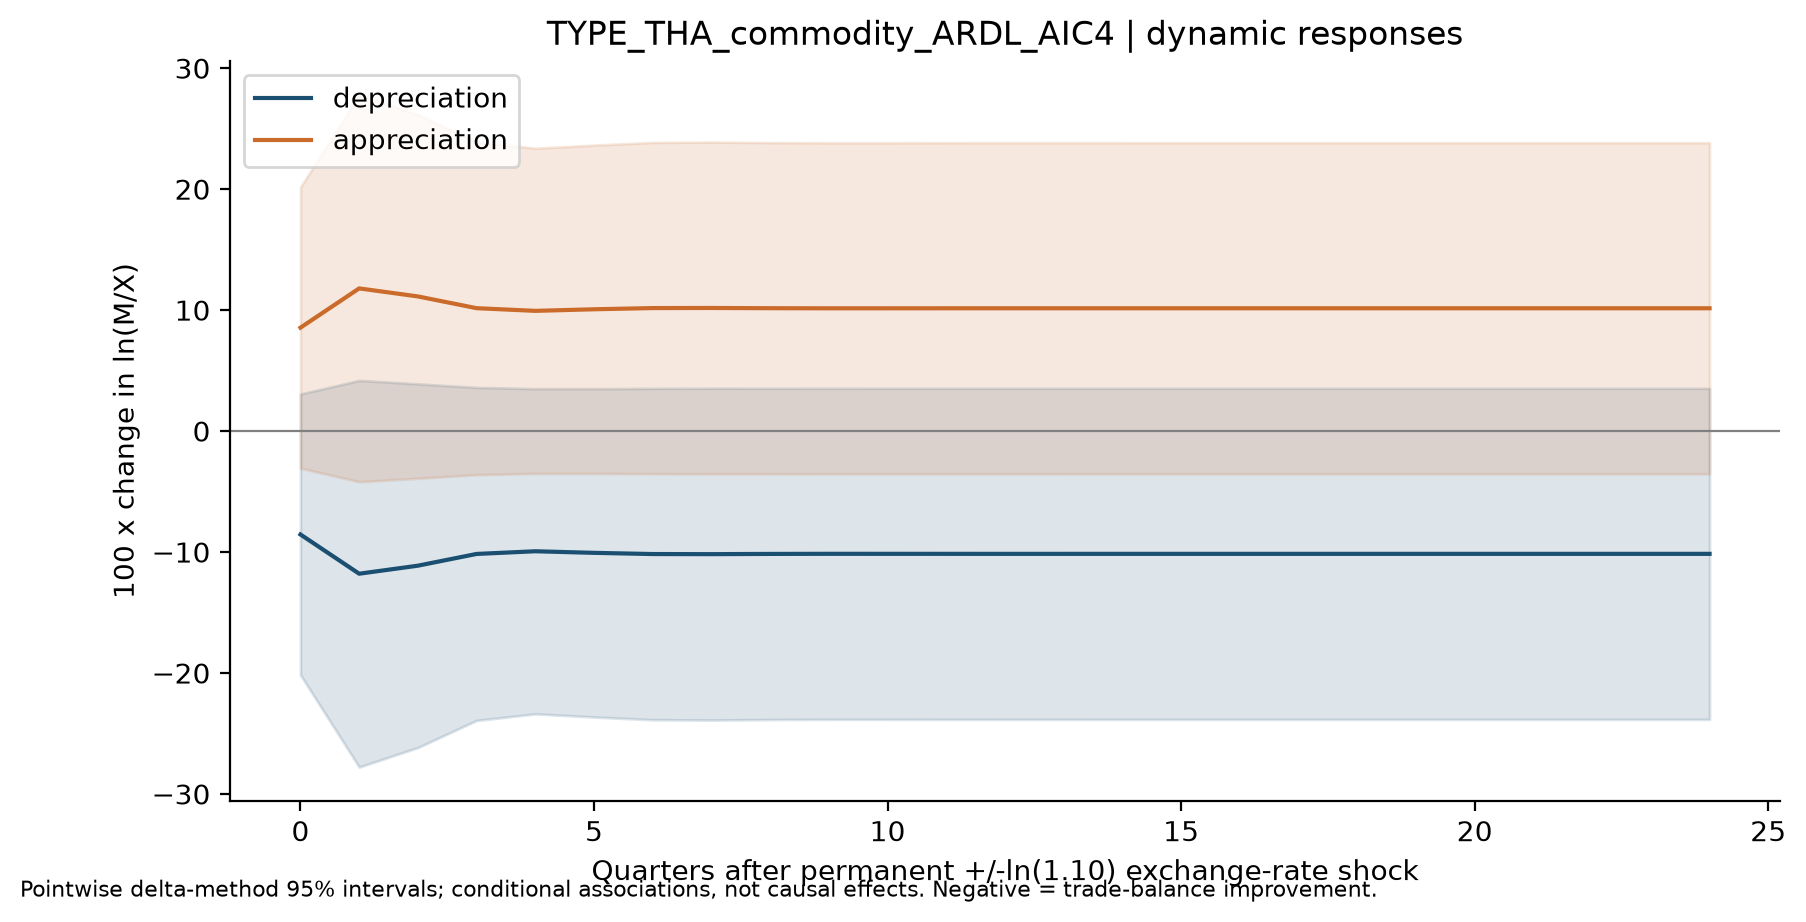 TYPE_THA_commodity_ARDL_AIC4 | dynamic responses
depreciation
appreciation
100 x change in ln(M/X)
30
20
10
0
−10
−20
−30
0
5
10
15
20
25
Quarters after permanent +/-ln(1.10) exchange-rate shock
Pointwise delta-method 95% intervals; conditional associations, not causal effects. Negative = trade-balance improvement.